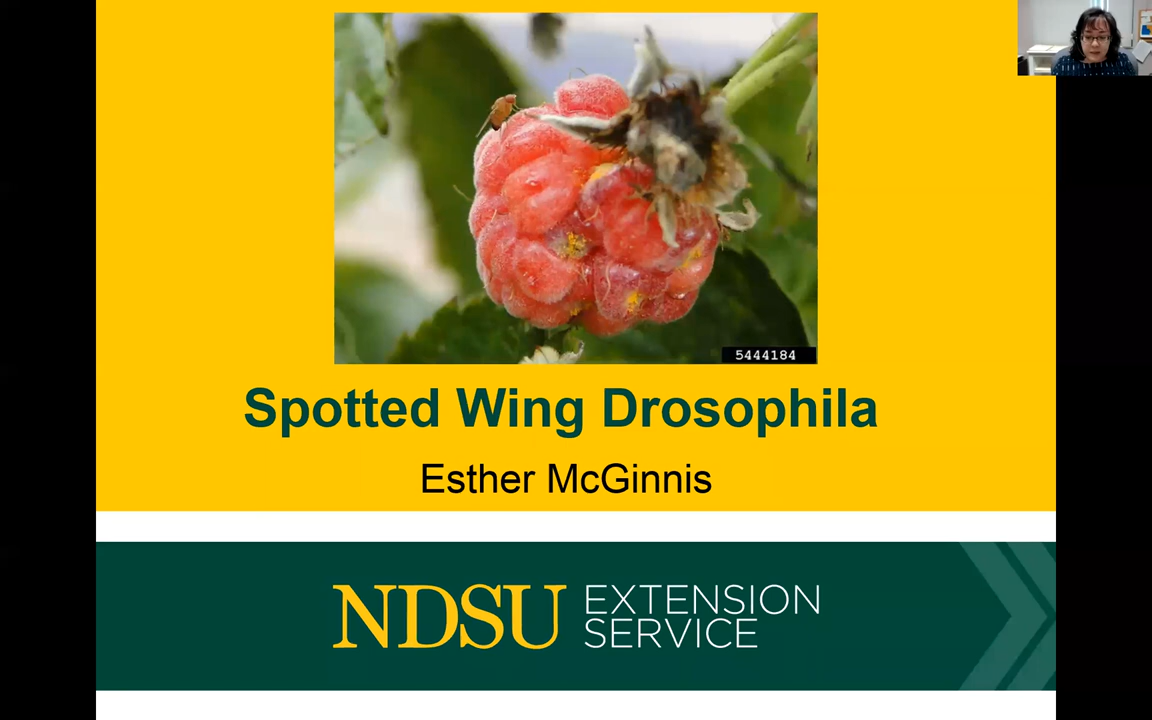 5444184
Spotted Wing Drosophila
Esther McGinnis
NDSU EXTENSION
SERVICE